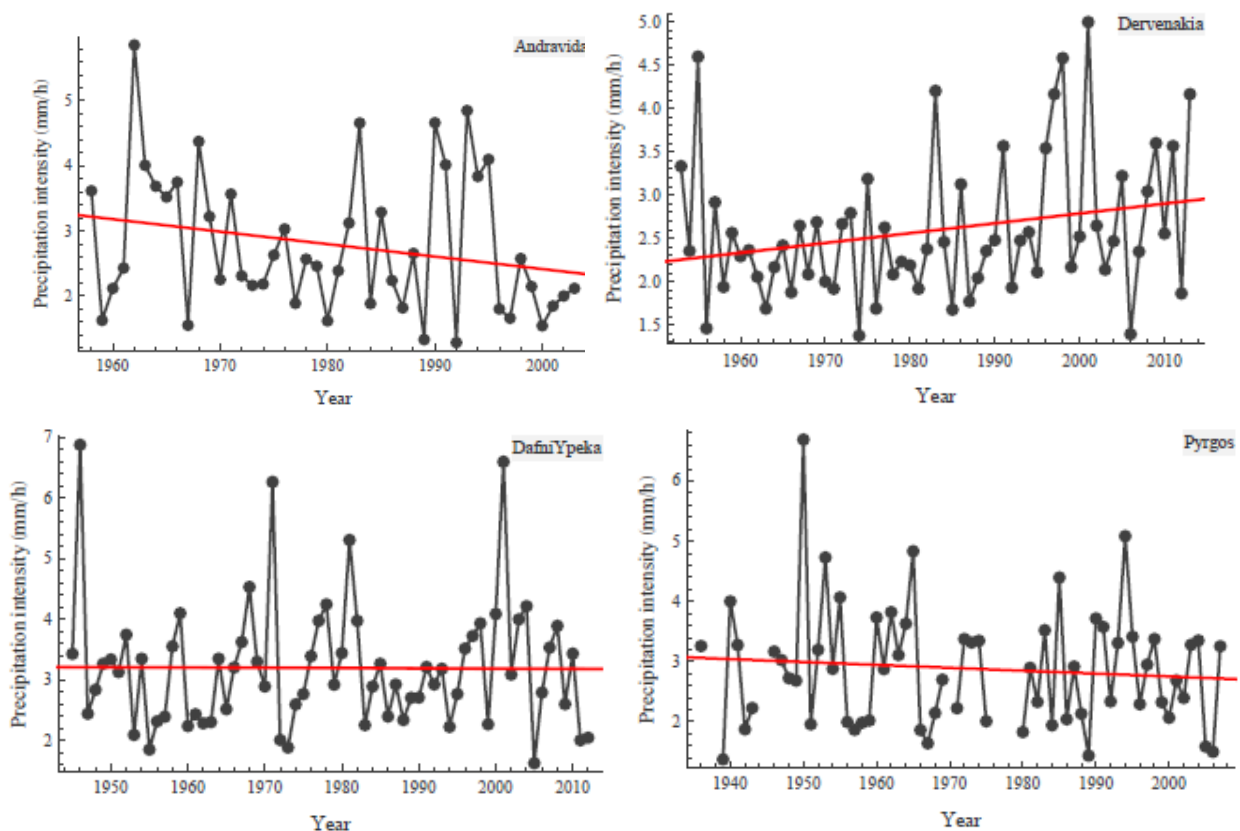 Andravida
Precipitation intensity (mm/h)
5
4
3
2
1960 1970 1980 1990 2000
Year
Dervenakia
Precipitation intensity (mm/h)
5.0
4.5
4.0
3.5
3.0
2.5
2.0
1.5
1960 1970 1980 1990 2000 2010
Year
DafniYpeka
Precipitation intensity (mm/h)
7
6
5
4
3
2
1950 1960 1970 1980 1990 2000 2010
Year
Pyrgos
Precipitation intensity (mm/h)
6
5
4
3
2
1940 1950 1960 1970 1980 1990 2000
Year